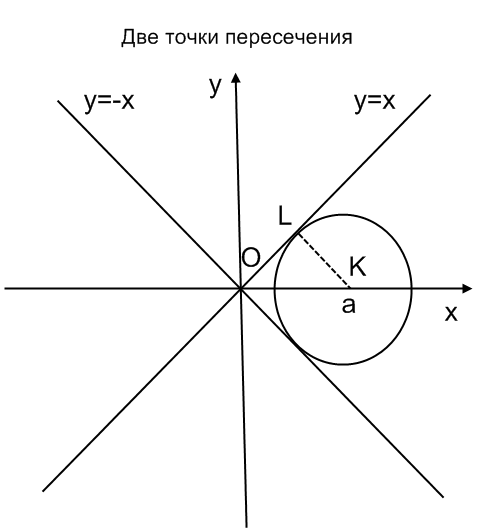 Две точки пересечения
y
y=-x
y=x
L
O
K
a
x